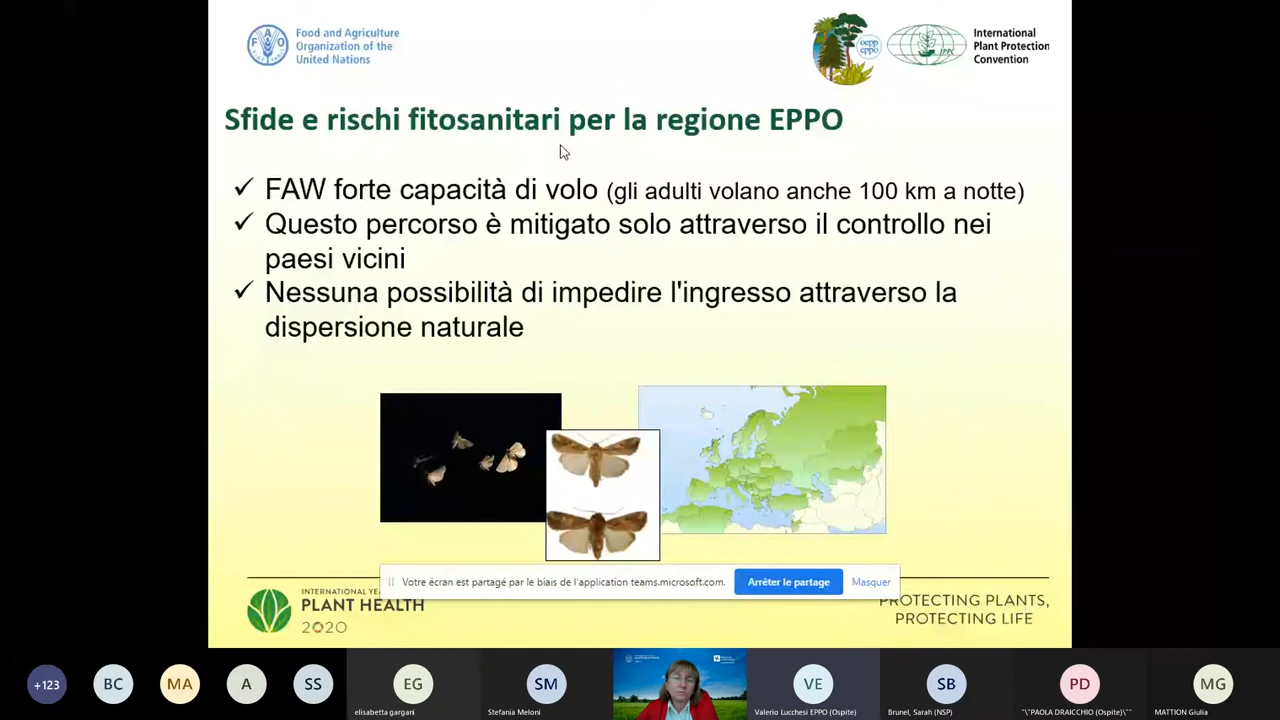 Food and Agriculture
Organization of the
United Nations
FAO
oepp
eppo
IPPC
International
Plant Protection
Convention
Sfide e rischi fitosanitari per la regione EPPO
✓ FAW forte capacità di volo (gli adulti volano anche 100 km a notte)
✓ Questo percorso è mitigato solo attraverso il controllo nei
paesi vicini
✓ Nessuna possibilità di impedire l'ingresso attraverso la
dispersione naturale
Votre écran est partagé par le biais de l'application teams.microsoft.com.
Arrêter le partage
Masquer
INTERNATIONAL YE
PLANT HEALTH
2020
PROTECTING PLANTS,
PROTECTING LIFE
+123
BC
MA
A
SS
EG
elisabetta gargani
SM
Stefania Meloni
VE
Valerio Lucchesi EPPO (Ospite)
SB
Brunel, Sarah (NSP)
PD
"\"PAOLA DRAICCHIO (Ospite)\""
MG
MATTION Giulia